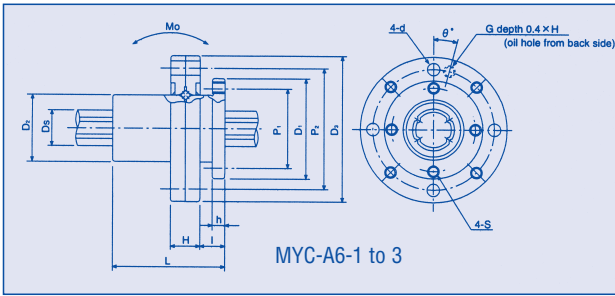 Mo
4-d
θ°
G depth 0.4×H
(oil hole from back side)
D₂
Ds
P₁
D₁
P₂
D₃
h
H
I
L
4-S
MYC-A6-1 to 3